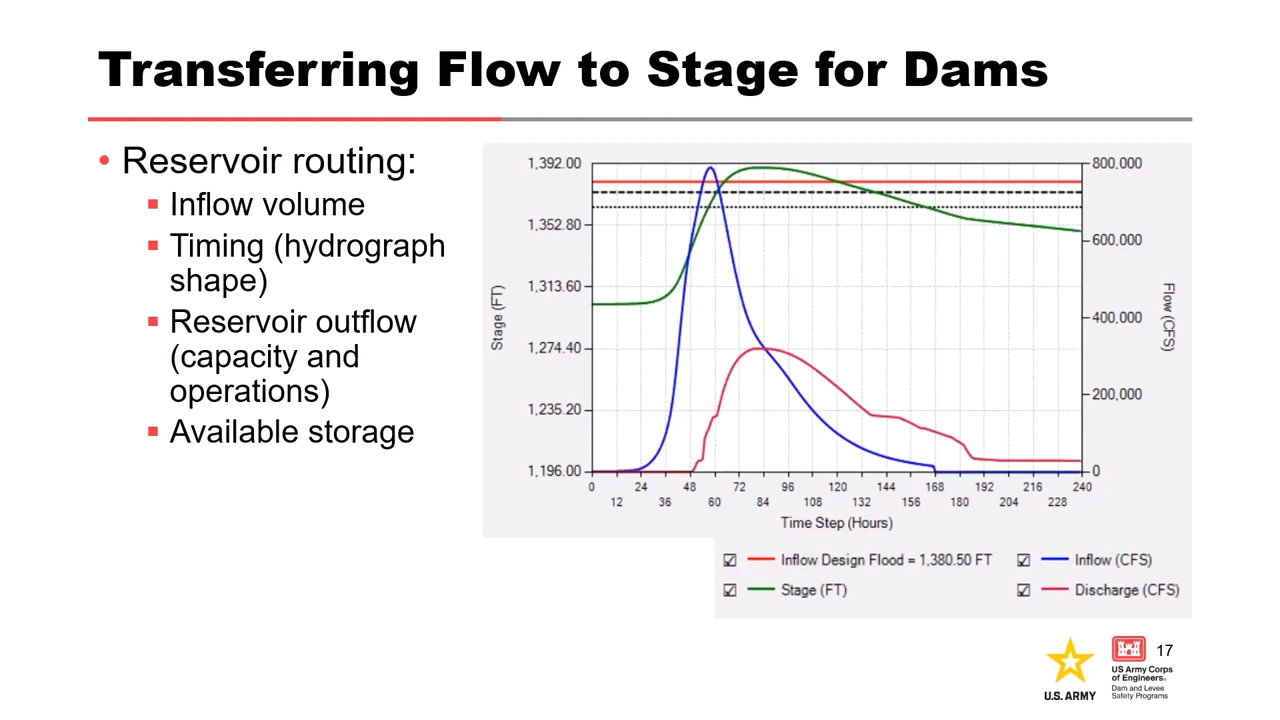 Transferring Flow to Stage for Dams
• Reservoir routing:
▪ Inflow volume
▪ Timing (hydrograph
shape)
▪ Reservoir outflow
(capacity and
operations)
▪ Available storage
1,392.00
1,352.80
1,313.60
1,274.40
1,235.20
1,196.00
Stage (FT)
800,000
600,000
400,000
200,000
0
Flow (CFS)
0 24 48 72 96 120 144 168 192 216 240
12 36 60 84 108 132 156 180 204 228
Time Step (Hours)
Inflow Design Flood = 1,380.50 FT
Inflow (CFS)
Stage (FT)
Discharge (CFS)
U.S. ARMY
US Army Corps
of Engineers®
Dam and Levee
Safety Programs
17